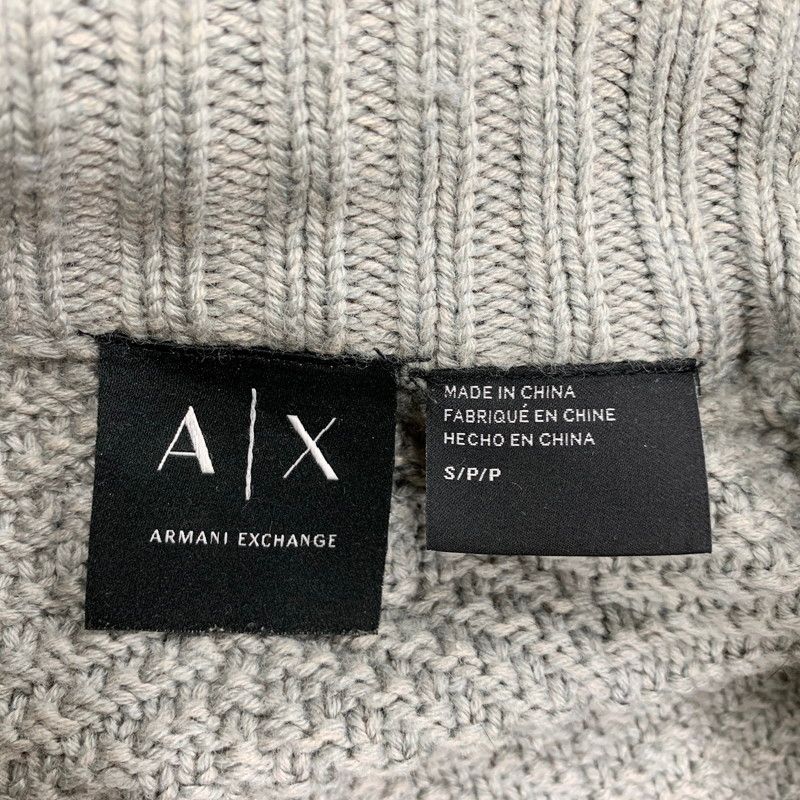 A|X
ARMANI EXCHANGE
MADE IN CHINA
FABRIQUÉ EN CHINE
HECHO EN CHINA
S/P/P